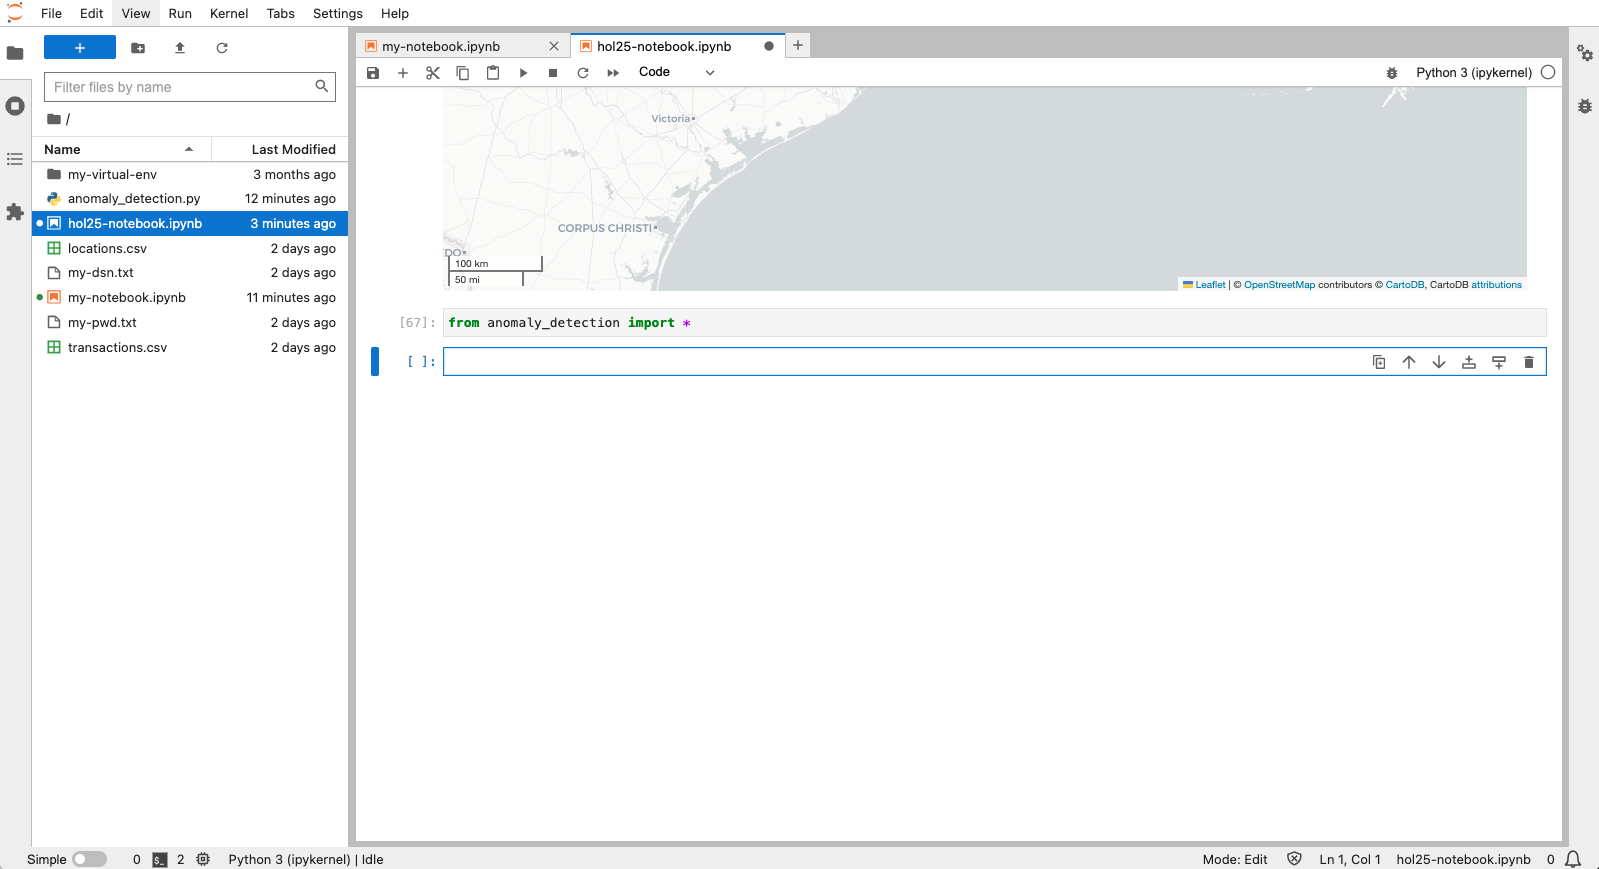 File Edit View Run Kernel Tabs Settings Help
my-notebook.ipynb
hol25-notebook.ipynb
Code
Python 3 (ipykernel)
Filter files by name
/
Name Last Modified
my-virtual-env 3 months ago
anomaly_detection.py 12 minutes ago
hol25-notebook.ipynb 3 minutes ago
locations.csv 2 days ago
my-dsn.txt 2 days ago
my-notebook.ipynb 11 minutes ago
my-pwd.txt 2 days ago
transactions.csv 2 days ago
Victoria
CORPUS CHRISTI
DO
100 km
50 mi
Leaflet | © OpenStreetMap contributors © CartoDB, CartoDB attributions
[67]: from anomaly_detection import *
[ ]:
Simple 0 $_ 2 Python 3 (ipykernel) | Idle Mode: Edit Ln 1, Col 1 hol25-notebook.ipynb 0